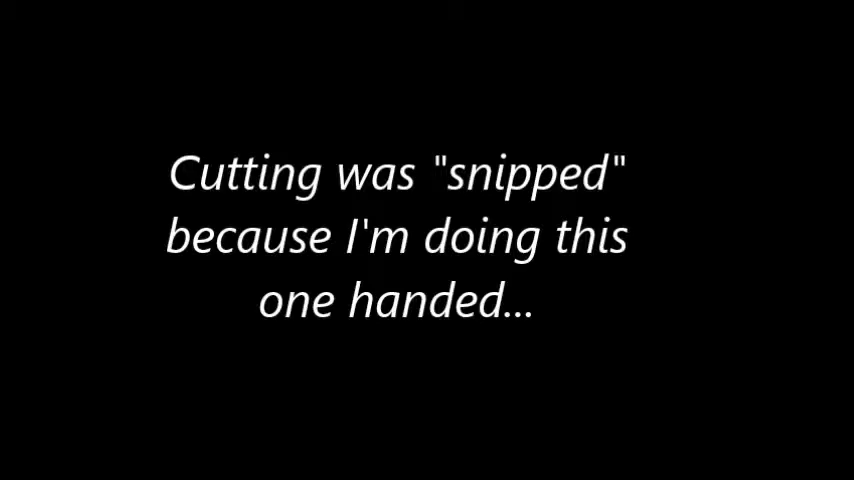 Cutting was "snipped"
because I'm doing this
one handed...